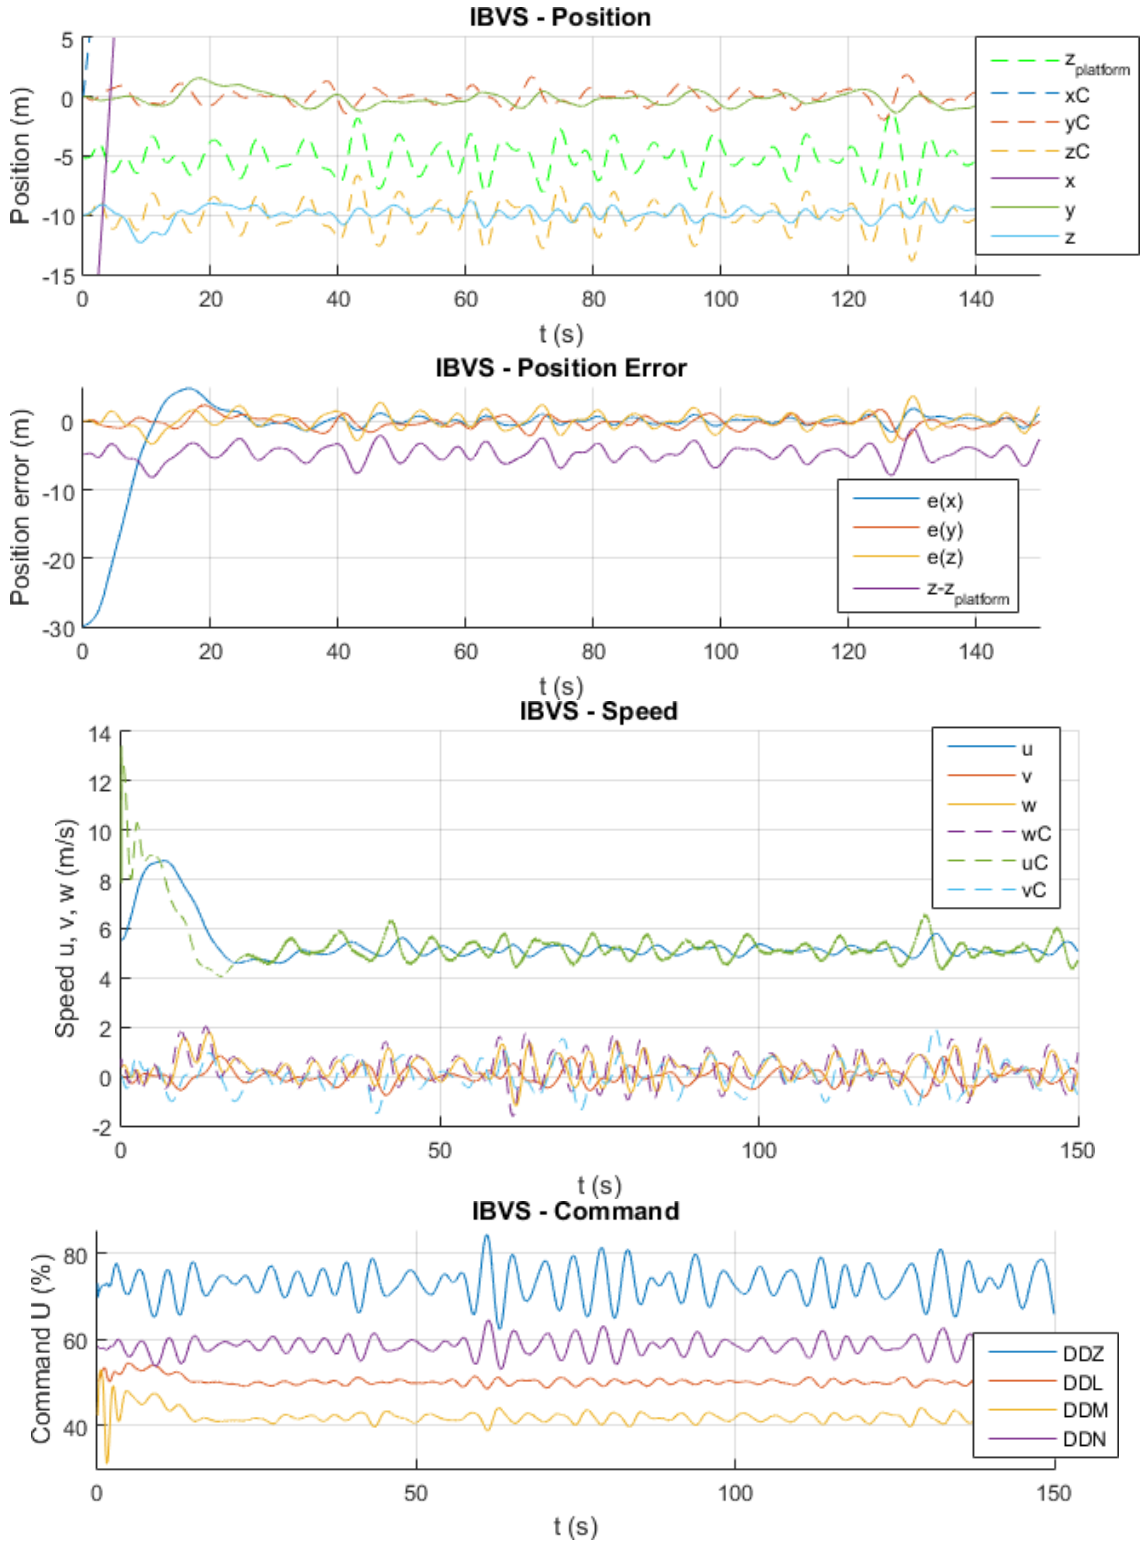 IBVS - Position
Position (m)
5
0
-5
-10
-15
0 20 40 60 80 100 120 140
t (s)
z_platform
xC
yC
zC
x
y
z
IBVS - Position Error
Position error (m)
0
-10
-20
-30
0 20 40 60 80 100 120 140
t (s)
e(x)
e(y)
e(z)
z-z_platform
IBVS - Speed
Speed u, v, w (m/s)
14
12
10
8
6
4
2
0
-2
0 50 100 150
t (s)
u
v
w
wC
uC
vC
IBVS - Command
Command U (%)
80
60
40
0 50 100 150
t (s)
DDZ
DDL
DDM
DDN